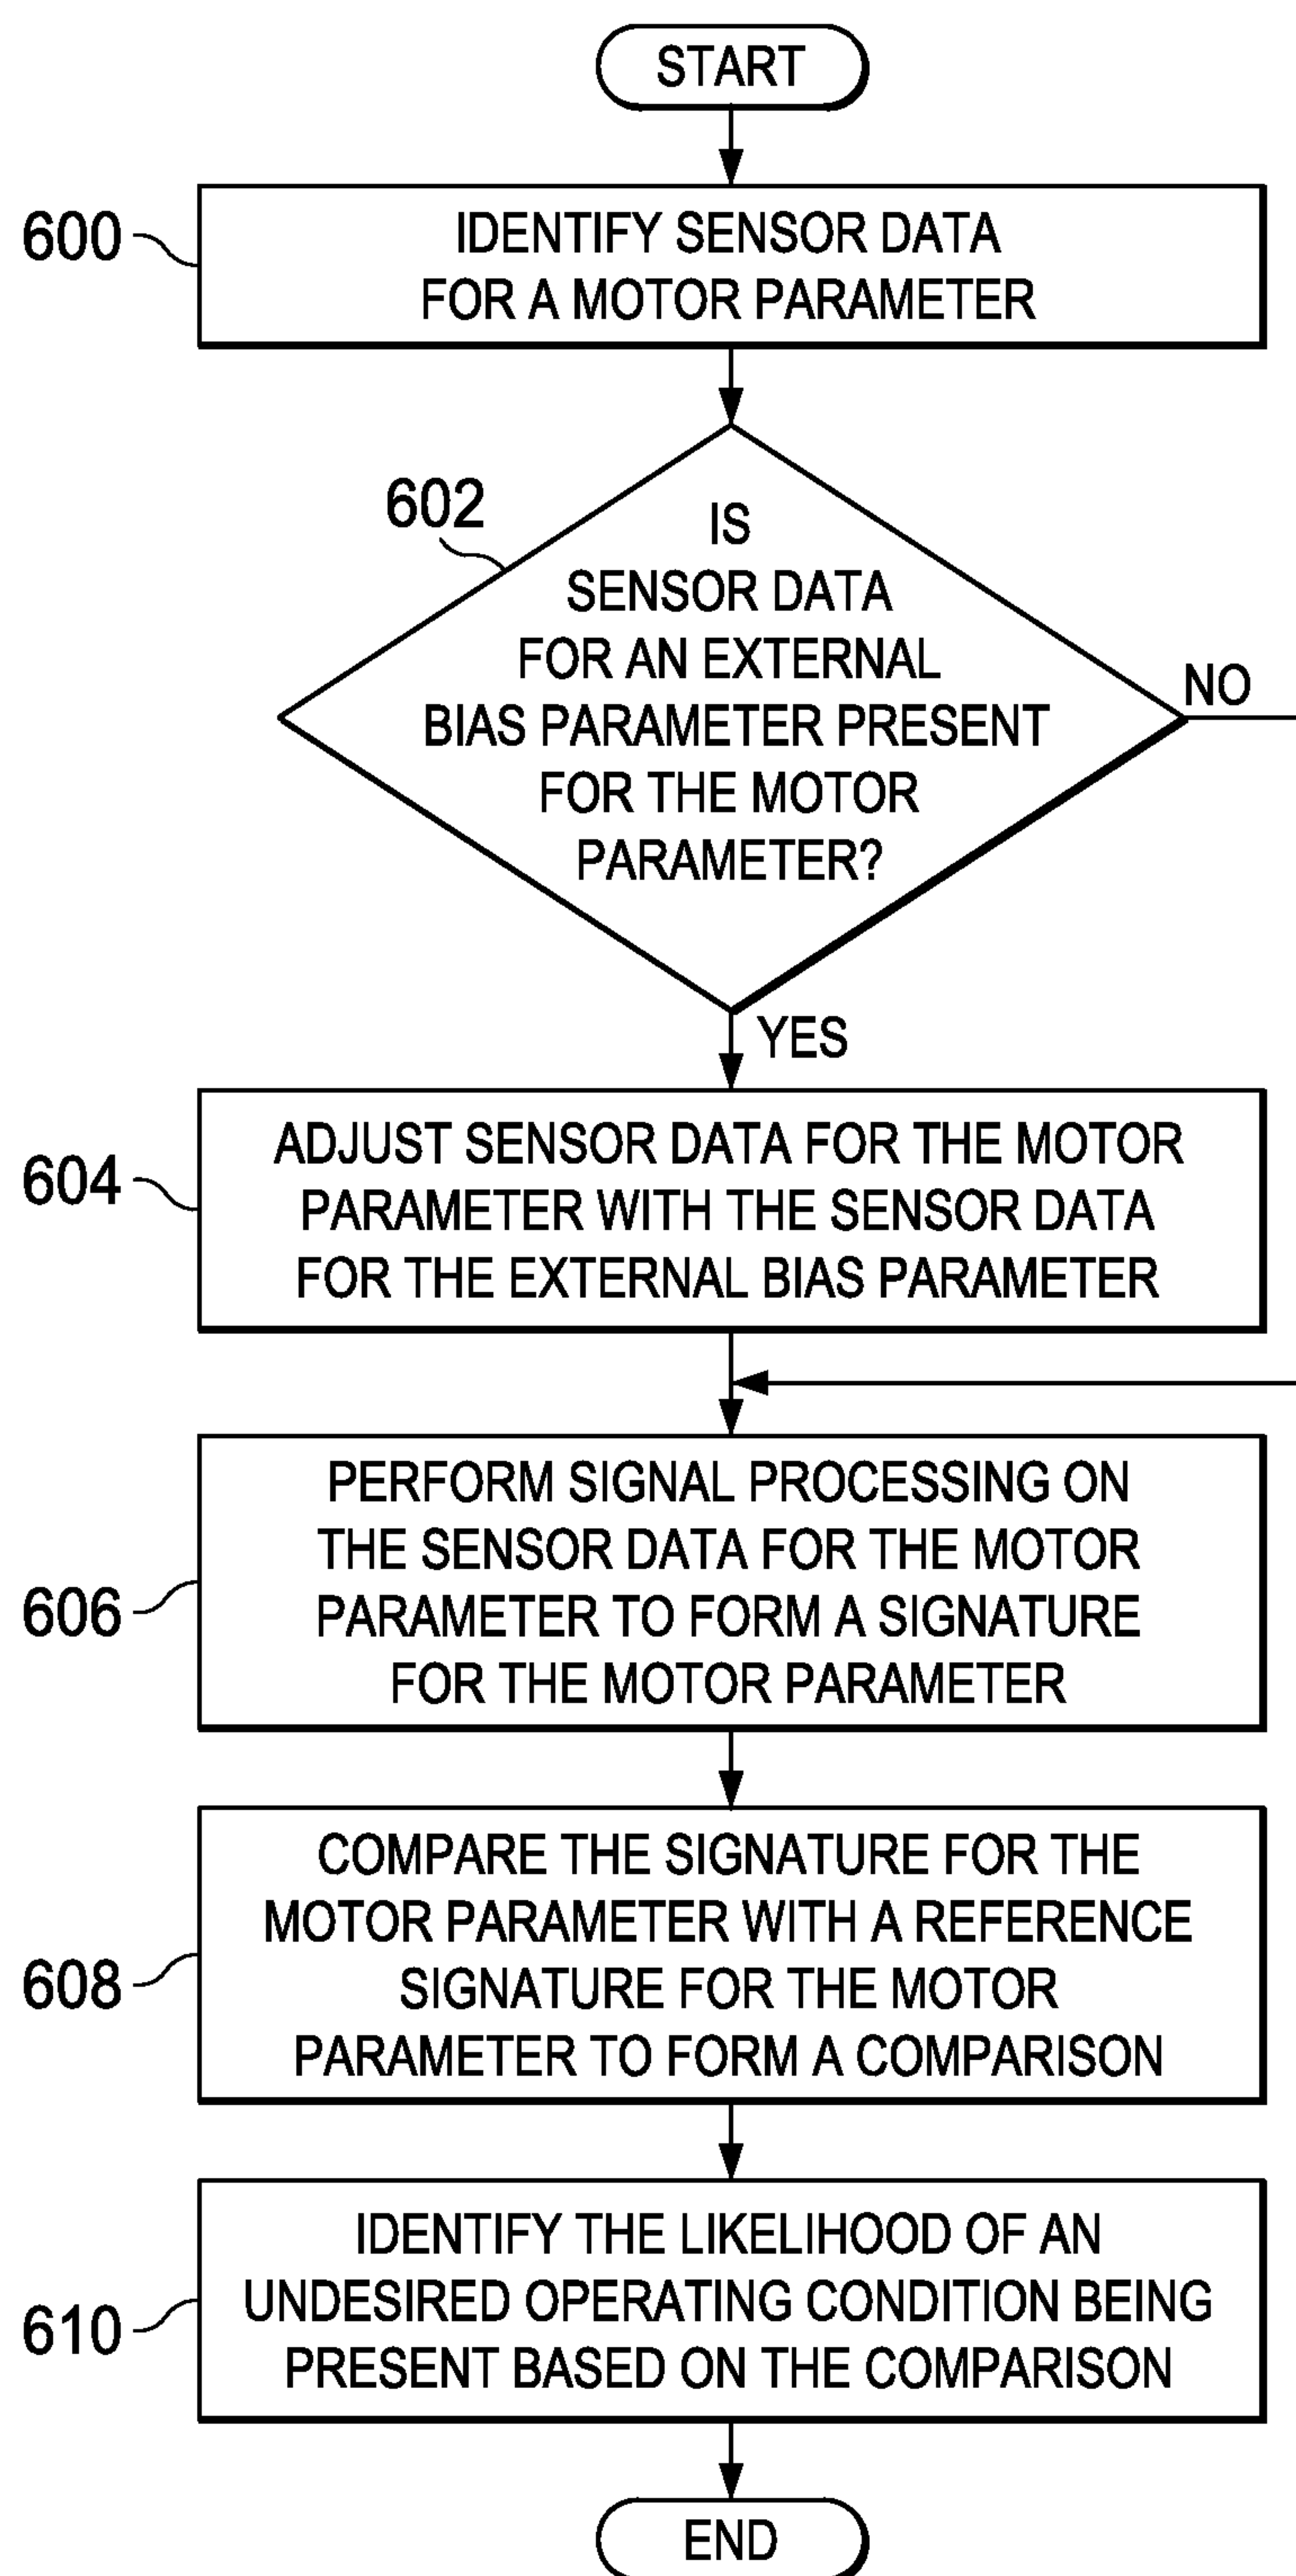 START
600
IDENTIFY SENSOR DATA
FOR A MOTOR PARAMETER
602
IS
SENSOR DATA
FOR AN EXTERNAL
BIAS PARAMETER PRESENT
FOR THE MOTOR
PARAMETER?
NO
YES
604
ADJUST SENSOR DATA FOR THE MOTOR
PARAMETER WITH THE SENSOR DATA
FOR THE EXTERNAL BIAS PARAMETER
606
PERFORM SIGNAL PROCESSING ON
THE SENSOR DATA FOR THE MOTOR
PARAMETER TO FORM A SIGNATURE
FOR THE MOTOR PARAMETER
608
COMPARE THE SIGNATURE FOR THE
MOTOR PARAMETER WITH A REFERENCE
SIGNATURE FOR THE MOTOR
PARAMETER TO FORM A COMPARISON
610
IDENTIFY THE LIKELIHOOD OF AN
UNDESIRED OPERATING CONDITION BEING
PRESENT BASED ON THE COMPARISON
END